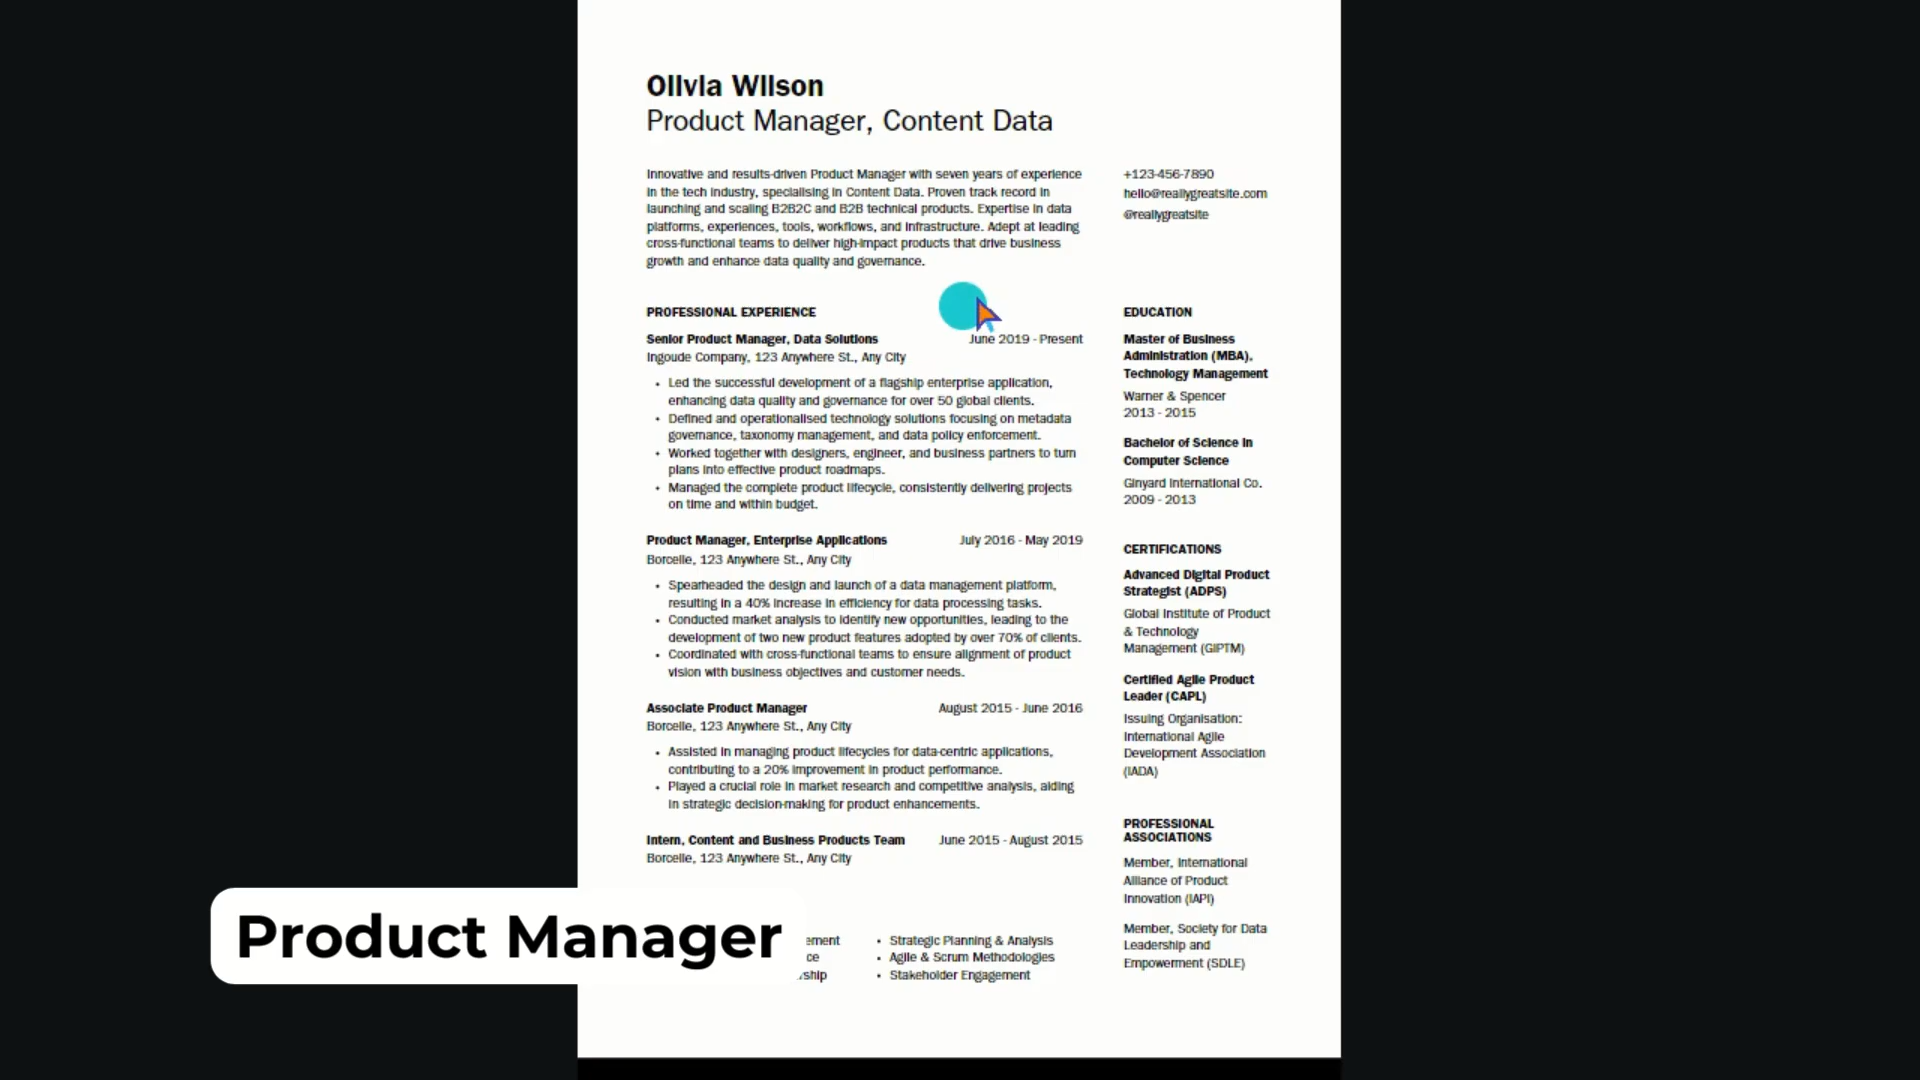 Olivia Wilson
Product Manager, Content Data
Innovative and results-driven Product Manager with seven years of experience
in the tech industry, specialising in Content Data. Proven track record in
launching and scaling B2B2C and B2B technical products. Expertise in data
platforms, experiences, tools, workflows, and infrastructure. Adept at leading
cross-functional teams to deliver high-impact products that drive business
growth and enhance data quality and governance.
+123-456-7890
hello@reallygreatsite.com
@reallygreatsite
PROFESSIONAL EXPERIENCE
Senior Product Manager, Data Solutions June 2019 - Present
Ingoude Company, 123 Anywhere St., Any City
• Led the successful development of a flagship enterprise application,
enhancing data quality and governance for over 50 global clients.
• Defined and operationalised technology solutions focusing on metadata
governance, taxonomy management, and data policy enforcement.
• Worked together with designers, engineer, and business partners to turn
plans into effective product roadmaps.
• Managed the complete product lifecycle, consistently delivering projects
on time and within budget.
Product Manager, Enterprise Applications July 2016 - May 2019
Borcelle, 123 Anywhere St., Any City
• Spearheaded the design and launch of a data management platform,
resulting in a 40% increase in efficiency for data processing tasks.
• Conducted market analysis to identify new opportunities, leading to the
development of two new product features adopted by over 70% of clients.
• Coordinated with cross-functional teams to ensure alignment of product
vision with business objectives and customer needs.
Associate Product Manager August 2015 - June 2016
Borcelle, 123 Anywhere St., Any City
• Assisted in managing product lifecycles for data-centric applications,
contributing to a 20% improvement in product performance.
• Played a crucial role in market research and competitive analysis, aiding
in strategic decision-making for product enhancements.
Intern, Content and Business Products Team June 2015 - August 2015
Borcelle, 123 Anywhere St., Any City
• Strategic Planning & Analysis
• Agile & Scrum Methodologies
• Stakeholder Engagement
EDUCATION
Master of Business
Administration (MBA),
Technology Management
Warner & Spencer
2013 - 2015
Bachelor of Science in
Computer Science
Ginyard International Co.
2009 - 2013
CERTIFICATIONS
Advanced Digital Product
Strategist (ADPS)
Global Institute of Product
& Technology
Management (GIPTM)
Certified Agile Product
Leader (CAPL)
Issuing Organisation:
International Agile
Development Association
(IADA)
PROFESSIONAL
ASSOCIATIONS
Member, International
Alliance of Product
Innovation (IAPI)
Member, Society for Data
Leadership and
Empowerment (SDLE)
Product Manager